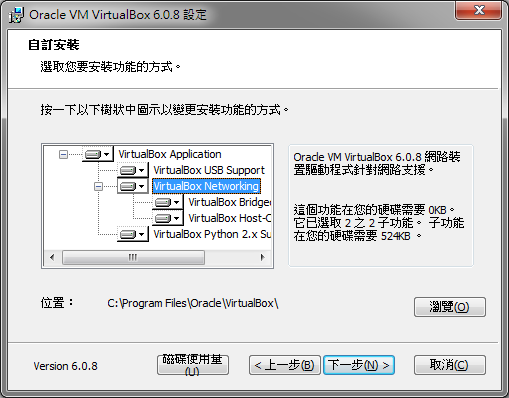 Oracle VM VirtualBox 6.0.8 設定
自訂安裝
選取您要安裝功能的方式。
按一下以下樹狀中圖示以變更安裝功能的方式。
VirtualBox Application
VirtualBox USB Support
VirtualBox Networking
VirtualBox Bridge
VirtualBox Host-O
VirtualBox Python 2.x Su
Oracle VM VirtualBox 6.0.8 網路裝
置驅動程式針對網路支援。
這個功能在您的硬碟需要 0KB。
它已選取 2 之 2 子功能。 子功能
在您的硬碟需要 524KB。
位置：
C:\Program Files\Oracle\VirtualBox\
瀏覽(O)
Version 6.0.8
磁碟使用量
(U)
< 上一步(B)
下一步(N) >
取消(C)